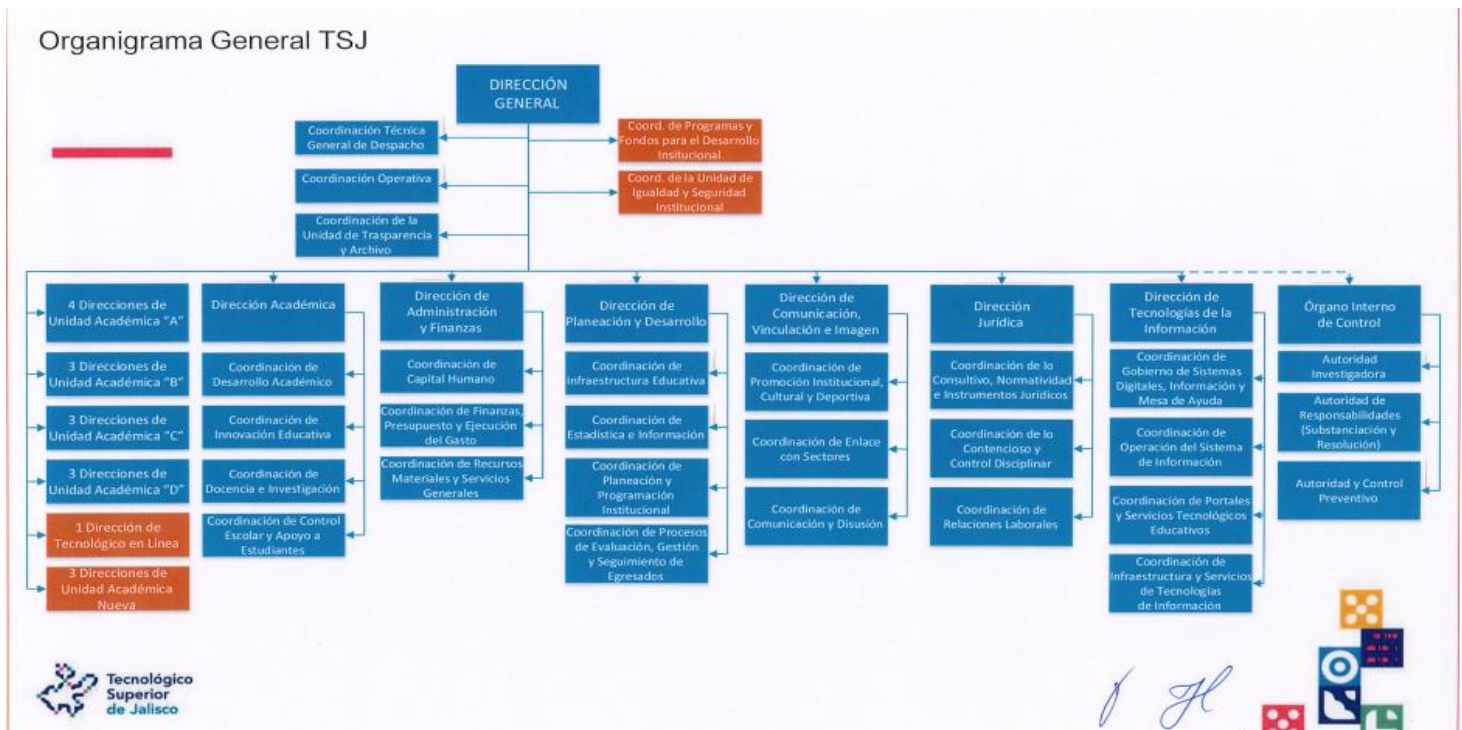 Organigrama General TSJ
DIRECCIÓN
GENERAL
Coordinación Técnica
General de Despacho
Coord. de Programas y
Fondos para el Desarrollo
Insitucional
Coordinación Operativa
Coord. de la Unidad de
Igualdad y Seguridad
Institucional
Coordinación de la
Unidad de Trasparencia
y Archivo
4 Direcciones de
Unidad Académica "A"
3 Direcciones de
Unidad Académica "B"
3 Direcciones de
Unidad Académica "C"
3 Direcciones de
Unidad Académica "D"
1 Dirección de
Tecnológico en Línea
3 Direcciones de
Unidad Académica
Nueva
Dirección Académica
Coordinación de
Desarrollo Académico
Coordinación de
Innovación Educativa
Coordinación de
Docencia e Investigación
Coordinación de Control
Escolar y Apoyo a
Estudiantes
Dirección de
Administración
y Finanzas
Coordinación de
Capital Humano
Coordinación de Finanzas,
Presupuesto y Ejecución
del Gasto
Coordinación de Recursos
Materiales y Servicios
Generales
Dirección de
Planeación y Desarrollo
Coordinación de
Infraestructura Educativa
Coordinación de
Estadística e Información
Coordinación de
Planeación y
Programación
Institucional
Coordinación de Procesos
de Evaluación, Gestión
y Seguimiento de
Egresados
Dirección de
Comunicación,
Vinculación e Imagen
Coordinación de
Promoción Institucional,
Cultural y Deportiva
Coordinación de Enlace
con Sectores
Coordinación de
Comunicación y Disusión
Dirección
Jurídica
Coordinación de lo
Consultivo, Normatividad
e Instrumentos Jurídicos
Coordinación de lo
Contencioso y
Control Disciplinar
Coordinación de
Relaciones Laborales
Dirección de
Tecnologías de la
Información
Coordinación de
Gobierno de Sistemas
Digitales, Información y
Mesa de Ayuda
Coordinación de
Operación del Sistema
de Información
Coordinación de Portales
y Servicios Tecnológicos
Educativos
Coordinación de
Infraestructura y Servicios
de Tecnologías
de Información
Órgano Interno
de Control
Autoridad
Investigadora
Autoridad de
Responsabilidades
(Substanciación y
Resolución)
Autoridad y Control
Preventivo
Tecnológico
Superior
de Jalisco